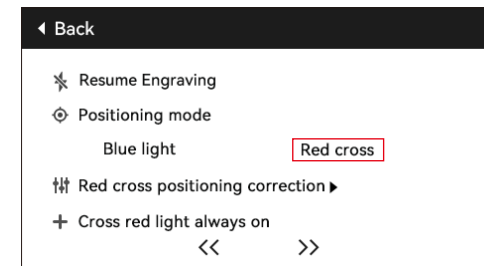 Back
Resume Engraving
Positioning mode
Blue light Red cross
Red cross positioning correction
Cross red light always on
<< >>